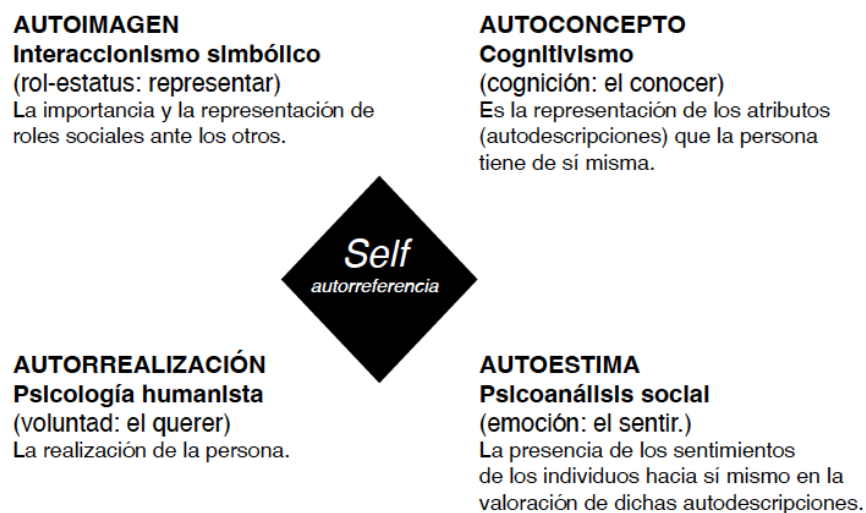 AUTOIMAGEN
Interaccionismo simbólico
(rol-estatus: representar)
La importancia y la representación de
roles sociales ante los otros.
AUTOCONCEPTO
Cognitivismo
(cognición: el conocer)
Es la representación de los atributos
(autodescripciones) que la persona
tiene de sí misma.
Self
autorreferencia
AUTORREALIZACIÓN
Psicología humanista
(voluntad: el querer)
La realización de la persona.
AUTOESTIMA
Psicoanálisis social
(emoción: el sentir.)
La presencia de los sentimientos
de los individuos hacia sí mismo en la
valoración de dichas autodescripciones.